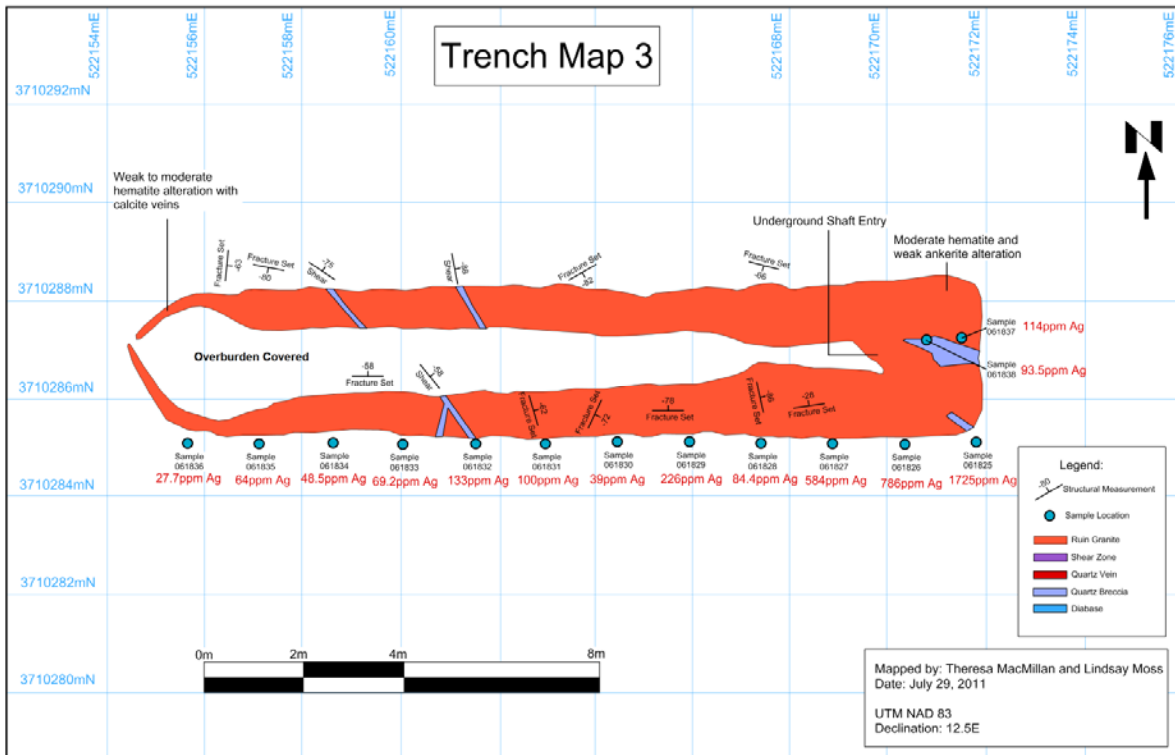 522154mE
522156mE
522158mE
522160mE
522168mE
522170mE
522172mE
522174mE
522176mE
Trench Map 3
3710292mN
3710290mN
3710288mN
3710286mN
3710284mN
3710282mN
3710280mN
N
Weak to moderate
hematite alteration with
calcite veins
Underground Shaft Entry
Moderate hematite and
weak ankerite alteration
Fracture Set
-63
Fracture Set
-80
-75
Shear
Shear
Fracture Set
-82
Fracture Set
-66
Overburden Covered
-58
Fracture Set
-58
Shear
Fracture Set
Fracture Set
-72
-78
Fracture Set
Fracture Set
-28
Fracture Set
Sample
061837
114ppm Ag
Sample
061838
93.5ppm Ag
Sample
061836
27.7ppm Ag
Sample
061835
64ppm Ag
Sample
061834
48.5ppm Ag
Sample
061833
69.2ppm Ag
Sample
061832
133ppm Ag
Sample
061831
100ppm Ag
Sample
061830
39ppm Ag
Sample
061829
226ppm Ag
Sample
061828
84.4ppm Ag
Sample
061827
584ppm Ag
Sample
061826
786ppm Ag
Sample
061825
1725ppm Ag
Legend:
-80
Structural Measurement
Sample Location
Ruin Granite
Shear Zone
Quartz Vein
Quartz Breccia
Diabase
0m
2m
4m
8m
Mapped by: Theresa MacMillan and Lindsay Moss
Date: July 29, 2011
UTM NAD 83
Declination: 12.5E